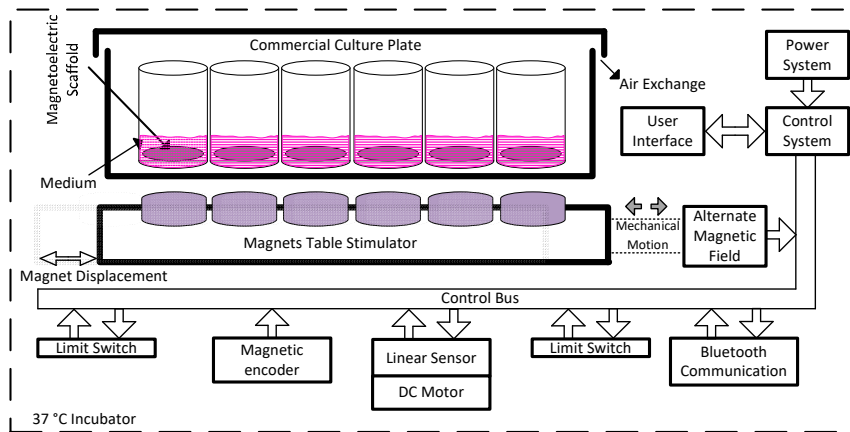 Magnetoelectric
Scaffold
Commercial Culture Plate
Air Exchange
Power
System
User
Interface
Control
System
Medium
Magnets Table Stimulator
Mechanical
Motion
Alternate
Magnetic
Field
Magnet Displacement
Control Bus
Limit Switch
Magnetic
encoder
Linear Sensor
DC Motor
Limit Switch
Bluetooth
Communication
37 °C Incubator